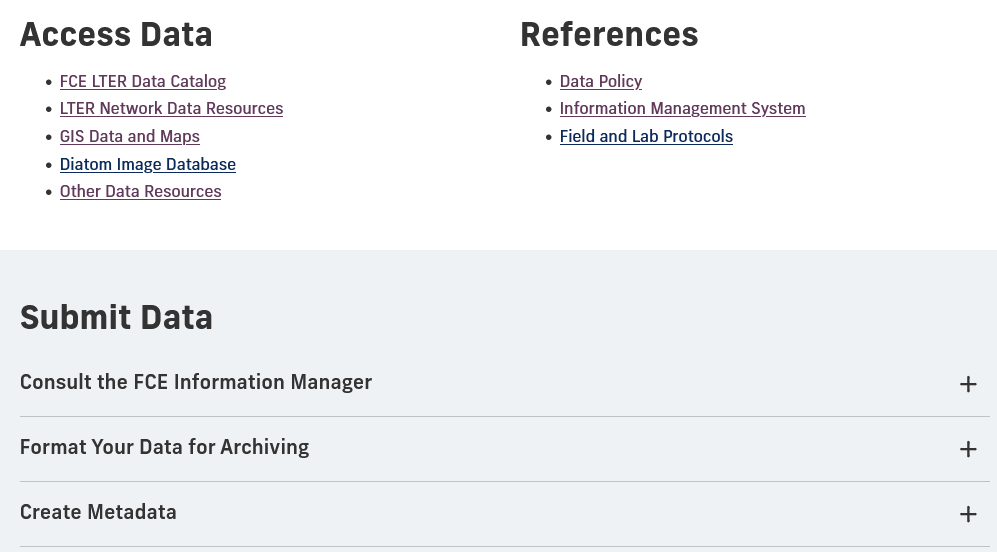 Access Data
FCE LTER Data Catalog
LTER Network Data Resources
GIS Data and Maps
Diatom Image Database
Other Data Resources
References
Data Policy
Information Management System
Field and Lab Protocols
Submit Data
Consult the FCE Information Manager
Format Your Data for Archiving
Create Metadata